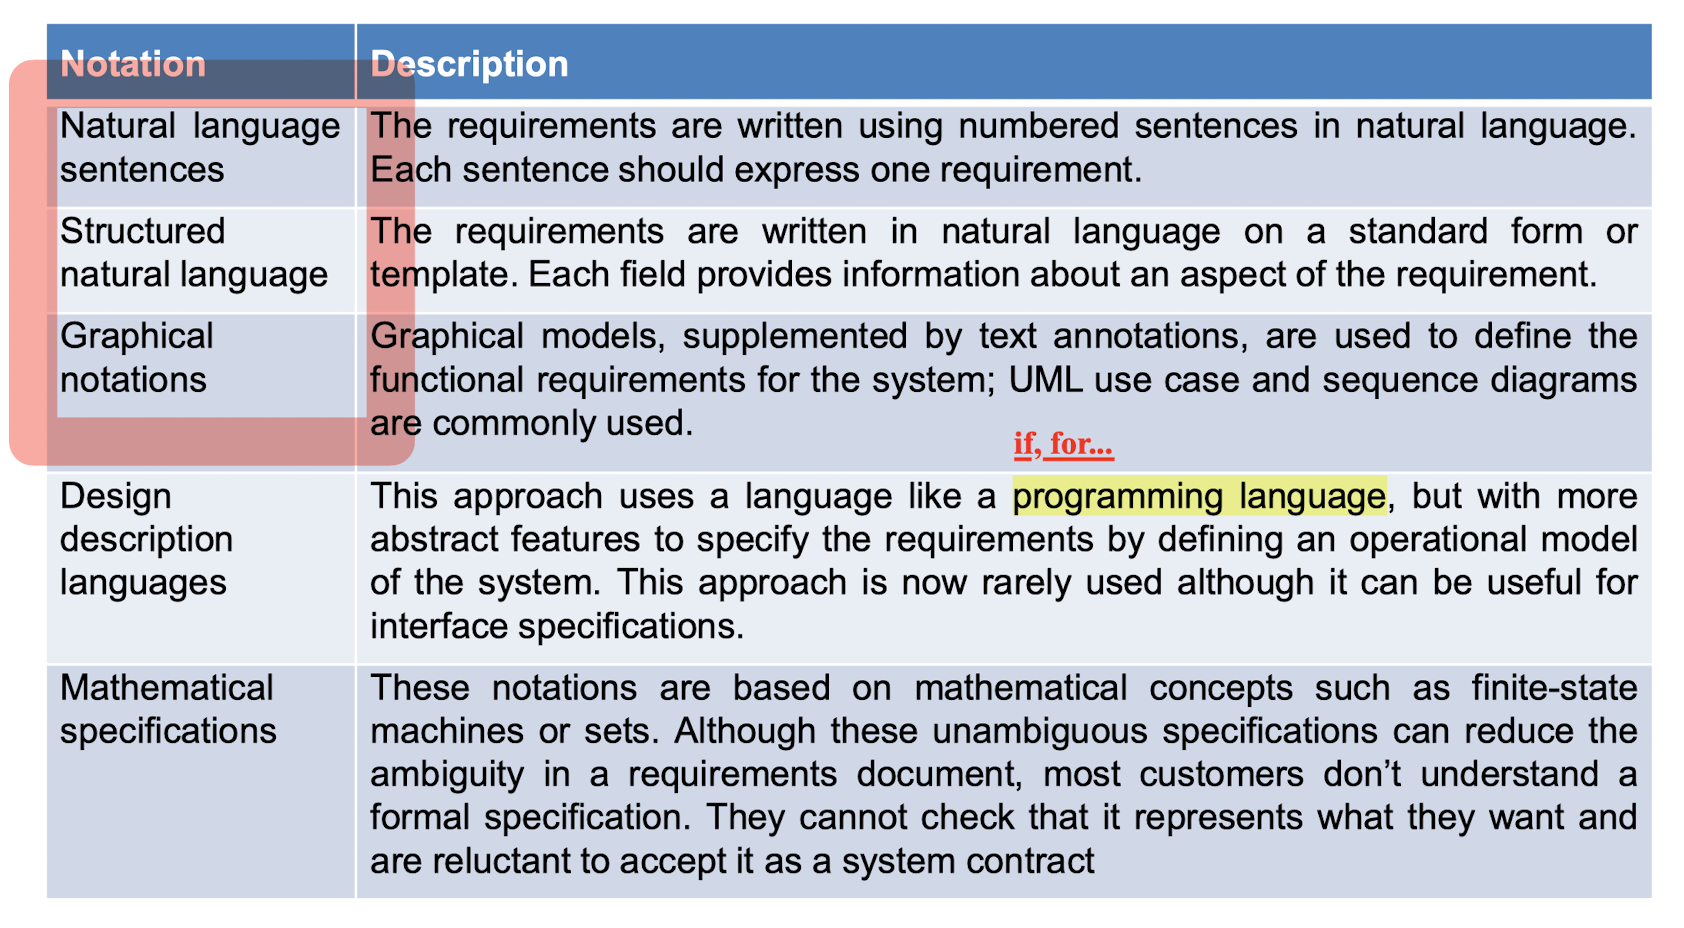 Notation
Description
Natural language
sentences
The requirements are written using numbered sentences in natural language.
Each sentence should express one requirement.
Structured
natural language
The requirements are written in natural language on a standard form or
template. Each field provides information about an aspect of the requirement.
Graphical
notations
Graphical models, supplemented by text annotations, are used to define the
functional requirements for the system; UML use case and sequence diagrams
are commonly used.
if, for...
Design
description
languages
This approach uses a language like a programming language, but with more
abstract features to specify the requirements by defining an operational model
of the system. This approach is now rarely used although it can be useful for
interface specifications.
Mathematical
specifications
These notations are based on mathematical concepts such as finite-state
machines or sets. Although these unambiguous specifications can reduce the
ambiguity in a requirements document, most customers don’t understand a
formal specification. They cannot check that it represents what they want and
are reluctant to accept it as a system contract